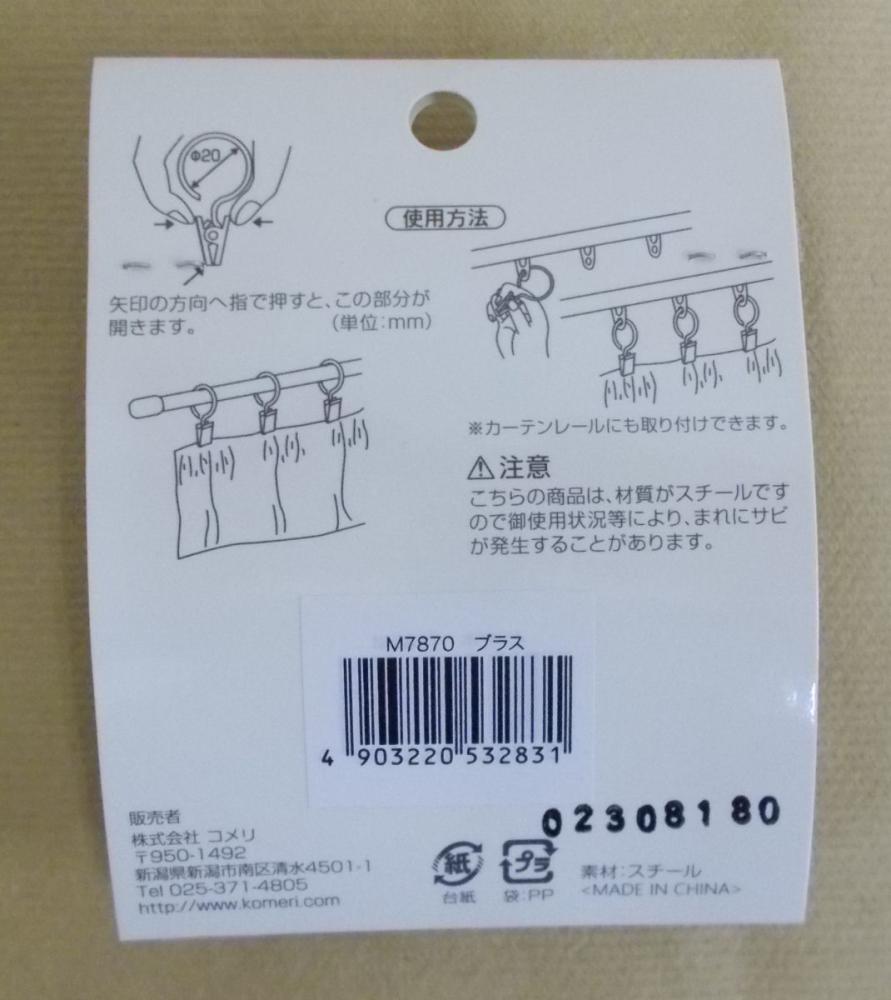 Φ20
使用方法
矢印の方向へ指で押すと、この部分が
開きます。 (単位:mm)
※カーテンレールにも取り付けできます。
⚠注意
こちらの商品は、材質がスチールです
ので御使用状況等により、まれにサビ
が発生することがあります。
M7870 ブラス
4 903220 532831
02308180
販売者
株式会社 コメリ
〒950-1492
新潟県新潟市南区清水4501-1
Tel 025-371-4805
http://www.komeri.com
紙
台紙
プラ
袋:PP
素材:スチール
<MADE IN CHINA>